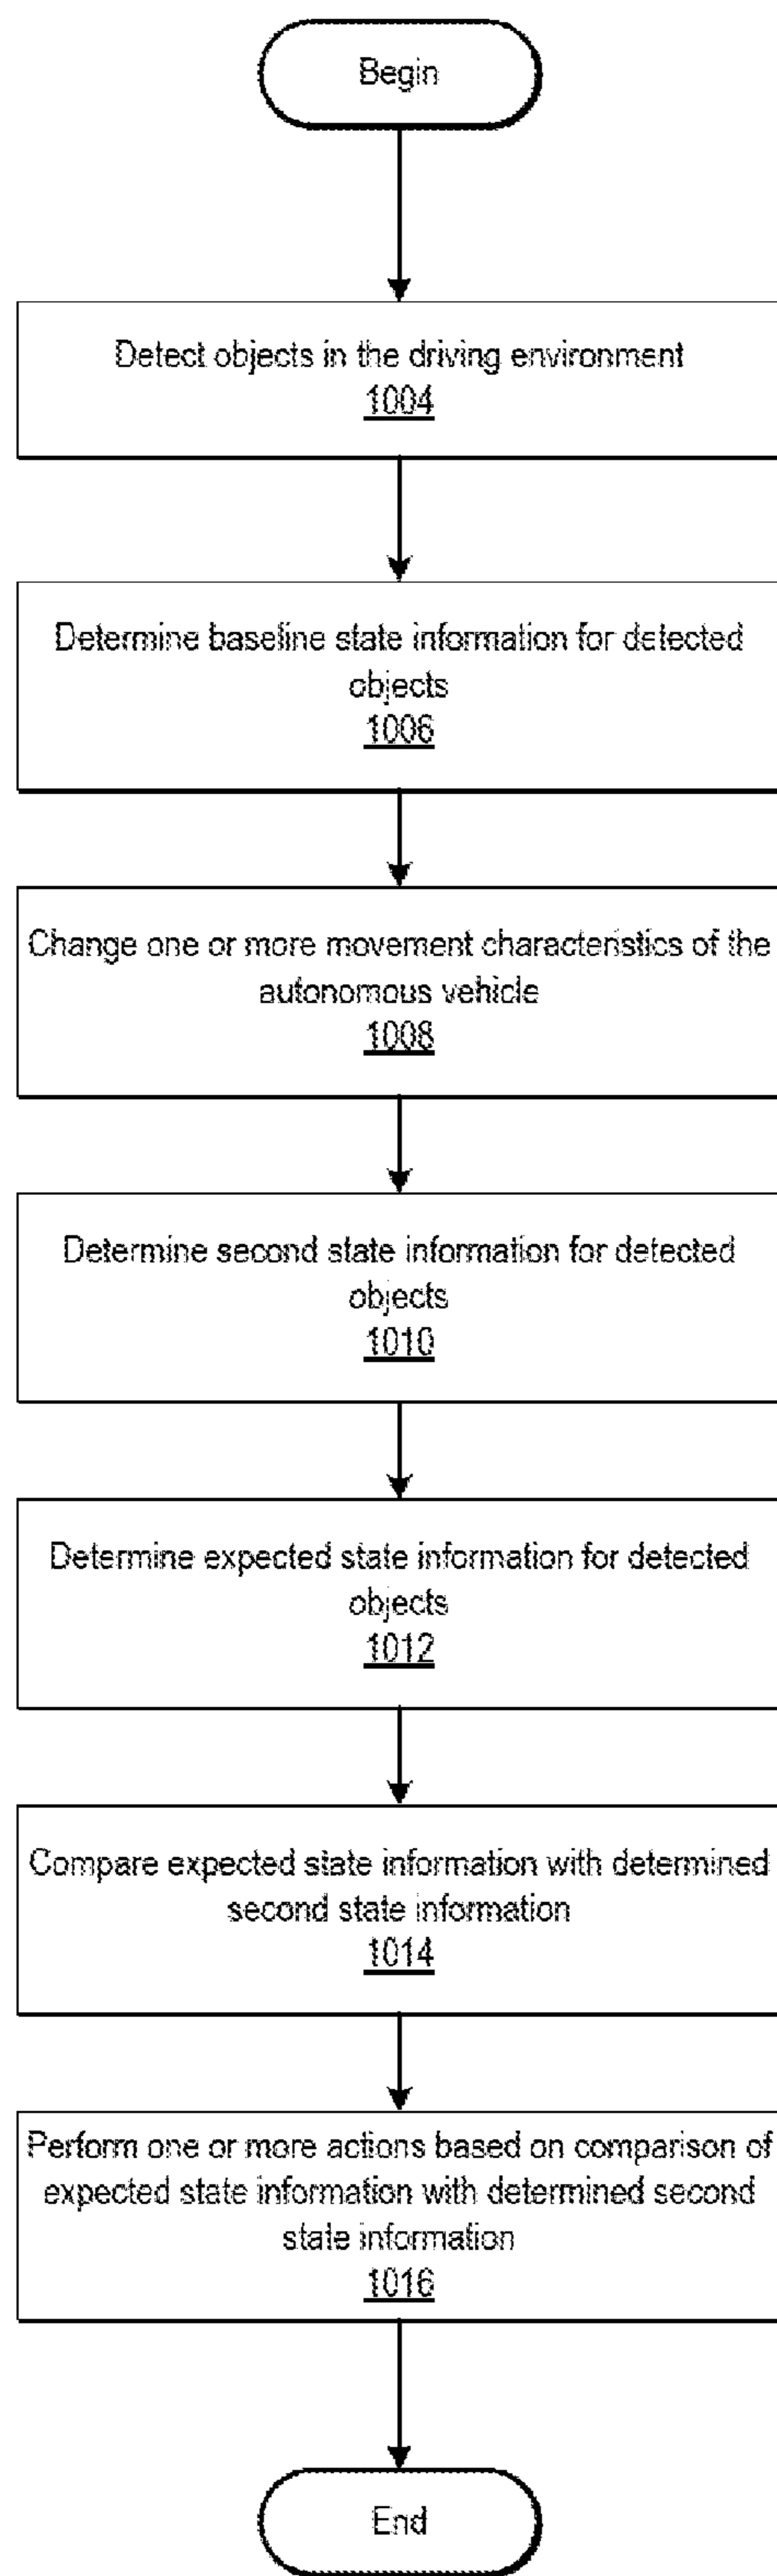 Begin
Detect objects in the driving environment
1004
Determine baseline state information for detected
objects
1006
Change one or more movement characteristics of the
autonomous vehicle
1008
Determine second state information for detected
objects
1010
Determine expected state information for detected
objects
1012
Compare expected state information with determined
second state information
1014
Perform one or more actions based on comparison of
expected state information with determined second
state information
1016
End